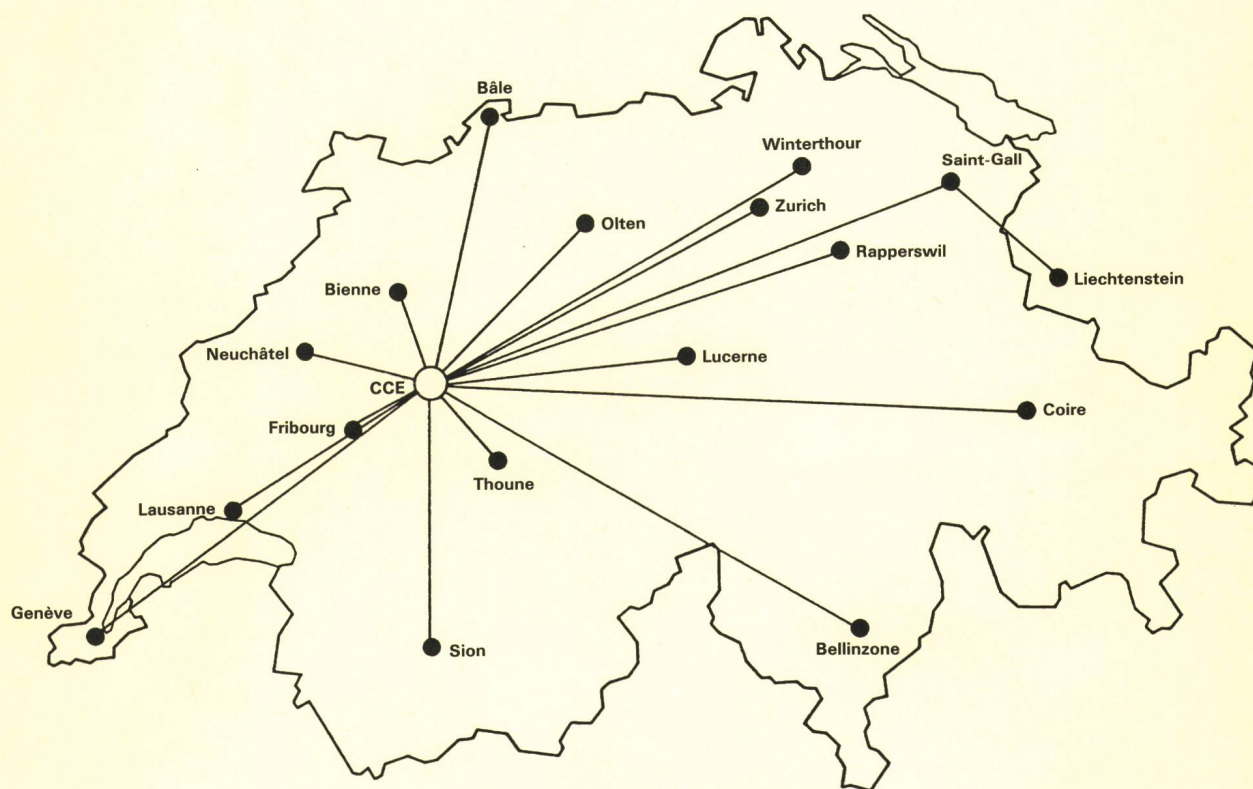 Bâle
Winterthour
Saint-Gall
Zurich
Olten
Rapperswil
Liechtenstein
Bienne
Neuchâtel
Lucerne
CCE
Coire
Fribourg
Thoune
Lausanne
Genève
Sion
Bellinzone